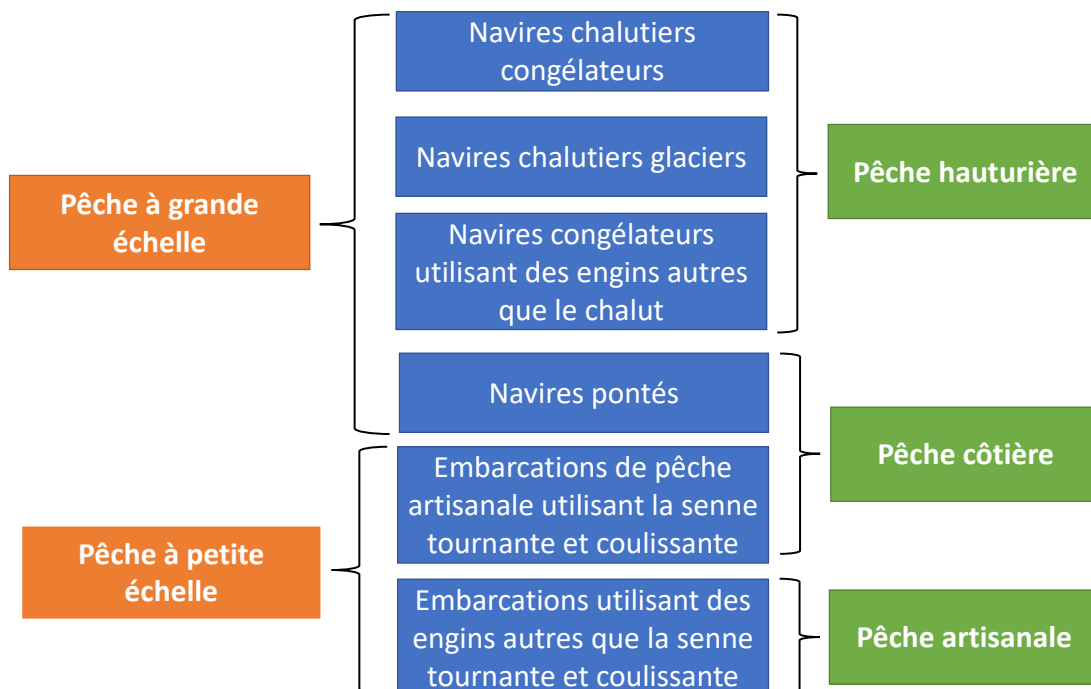 Pêche à grande
échelle
Pêche à petite
échelle
Navires chalutiers
congélateurs
Navires chalutiers glaciers
Navires congélateurs
utilisant des engins autres
que le chalut
Navires pontés
Embarcations de pêche
artisanale utilisant la senne
tournante et coulissante
Embarcations utilisant des
engins autres que la senne
tournante et coulissante
Pêche hauturière
Pêche côtière
Pêche artisanale